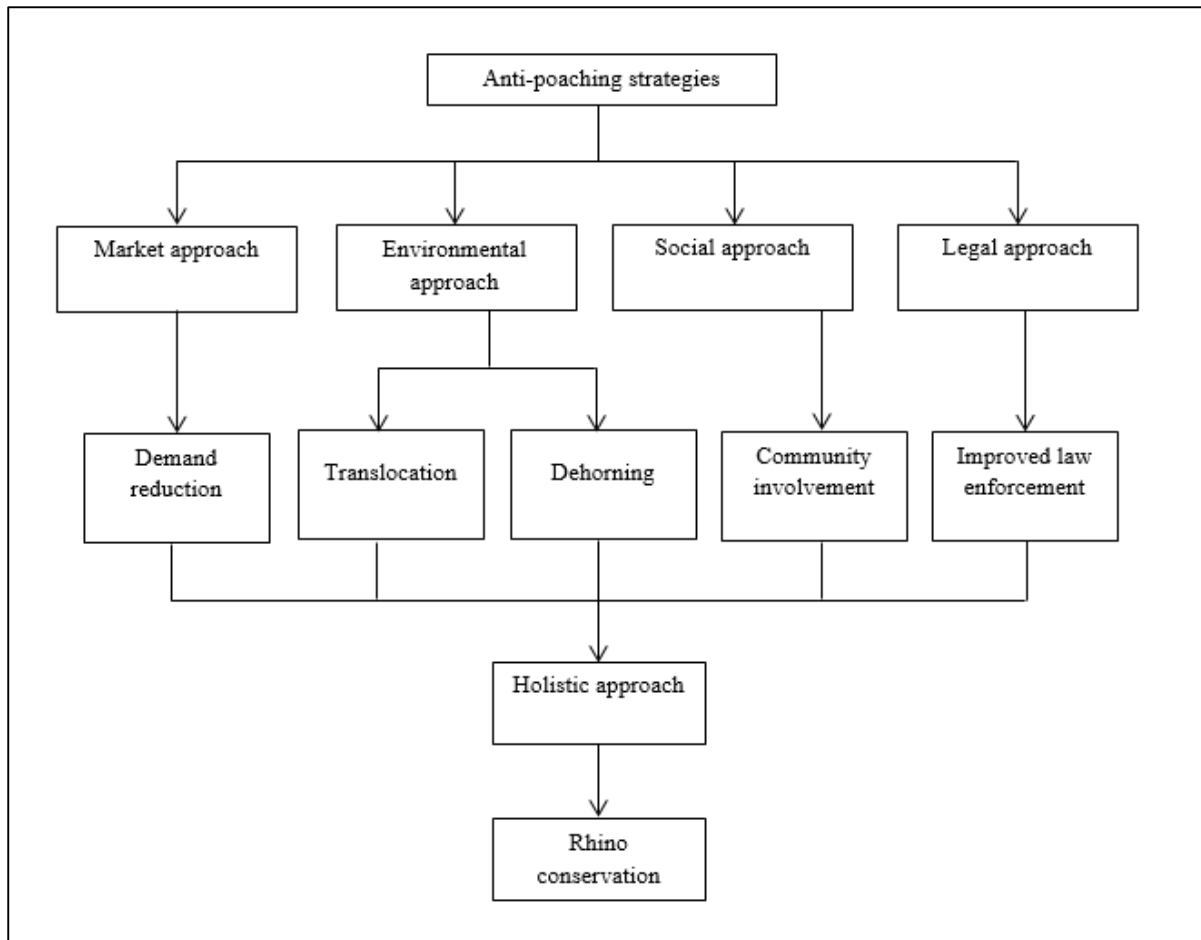 Anti-poaching strategies
Market approach
Environmental
approach
Social approach
Legal approach
Demand
reduction
Translocation
Dehorning
Community
involvement
Improved law
enforcement
Holistic approach
Rhino
conservation